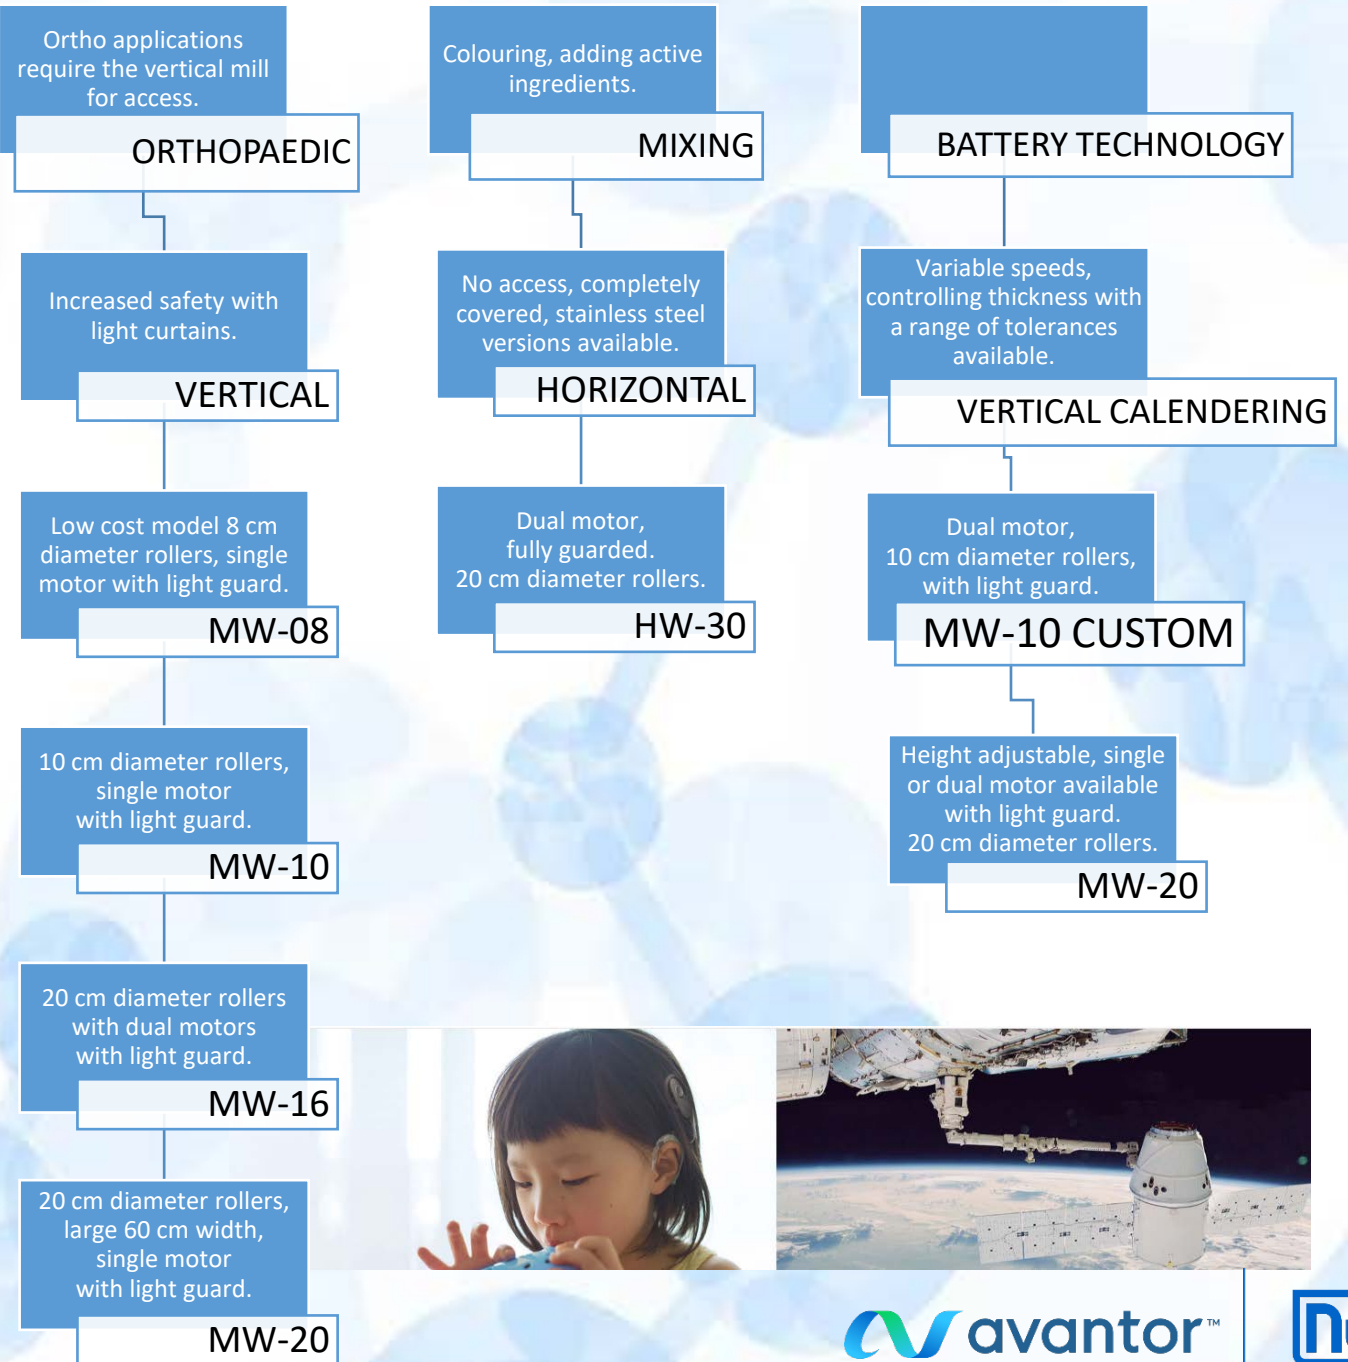 Ortho applications
require the vertical mill
for access.
ORTHOPAEDIC
Increased safety with
light curtains.
VERTICAL
Low cost model 8 cm
diameter rollers, single
motor with light guard.
MW-08
10 cm diameter rollers,
single motor
with light guard.
MW-10
20 cm diameter rollers
with dual motors
with light guard.
MW-16
20 cm diameter rollers,
large 60 cm width,
single motor
with light guard.
MW-20
Colouring, adding active
ingredients.
MIXING
No access, completely
covered, stainless steel
versions available.
HORIZONTAL
Dual motor,
fully guarded.
20 cm diameter rollers.
HW-30
BATTERY TECHNOLOGY
Variable speeds,
controlling thickness with
a range of tolerances
available.
VERTICAL CALENDERING
Dual motor,
10 cm diameter rollers,
with light guard.
MW-10 CUSTOM
Height adjustable, single
or dual motor available
with light guard.
20 cm diameter rollers.
MW-20
avantor™